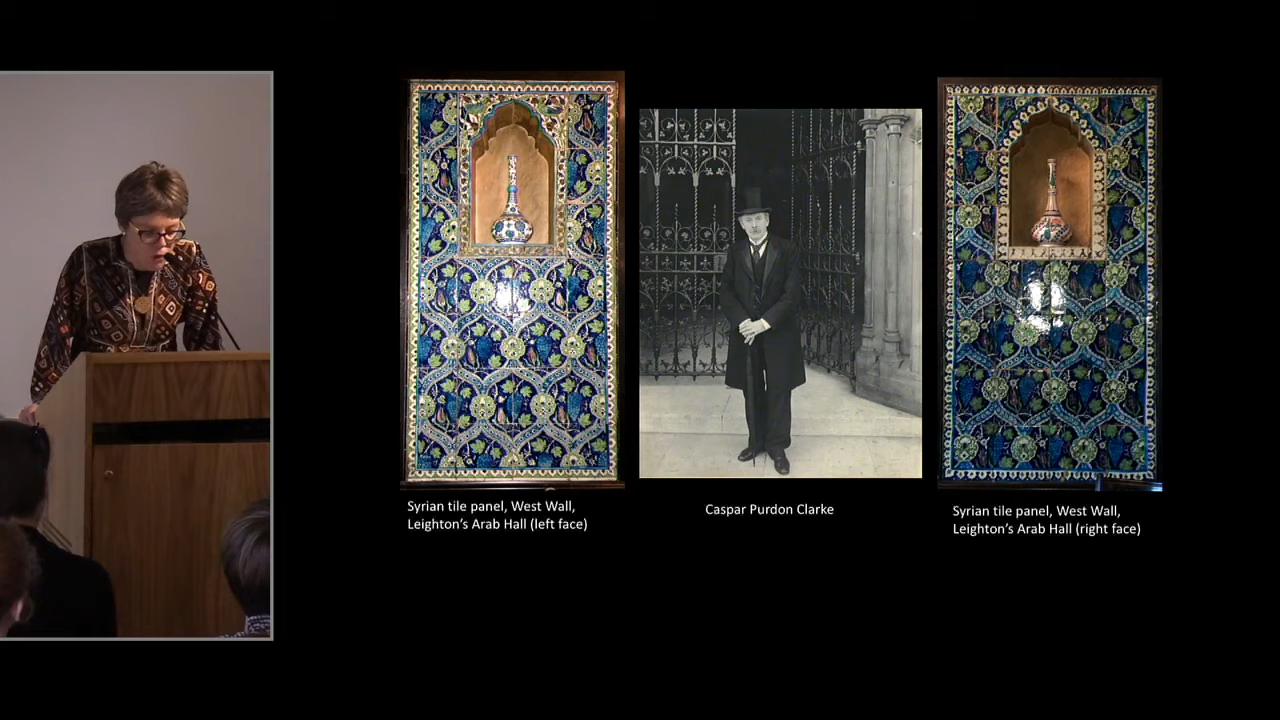 Syrian tile panel, West Wall,
Leighton's Arab Hall (left face)
Caspar Purdon Clarke
Syrian tile panel, West Wall,
Leighton's Arab Hall (right face)